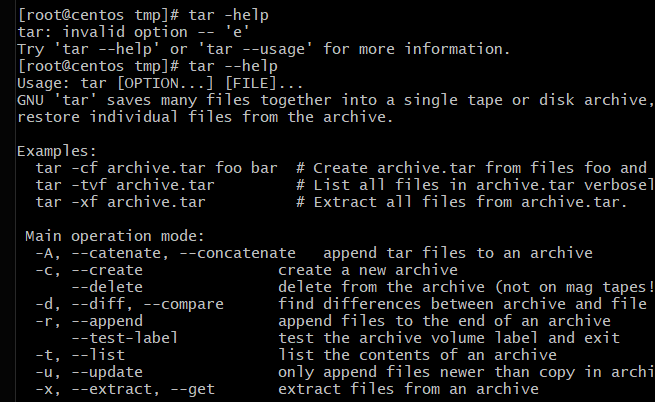 [root@centos tmp]# tar -help
tar: invalid option -- 'e'
Try 'tar --help' or 'tar --usage' for more information.
[root@centos tmp]# tar --help
Usage: tar [OPTION...] [FILE]...
GNU 'tar' saves many files together into a single tape or disk archive,
restore individual files from the archive.

Examples:
  tar -cf archive.tar foo bar  # Create archive.tar from files foo and
  tar -tvf archive.tar         # List all files in archive.tar verbosel
  tar -xf archive.tar          # Extract all files from archive.tar.

 Main operation mode:
  -A, --catenate, --concatenate   append tar files to an archive
  -c, --create               create a new archive
      --delete               delete from the archive (not on mag tapes!
  -d, --diff, --compare      find differences between archive and file
  -r, --append               append files to the end of an archive
      --test-label           test the archive volume label and exit
  -t, --list                 list the contents of an archive
  -u, --update               only append files newer than copy in archi
  -x, --extract, --get       extract files from an archive